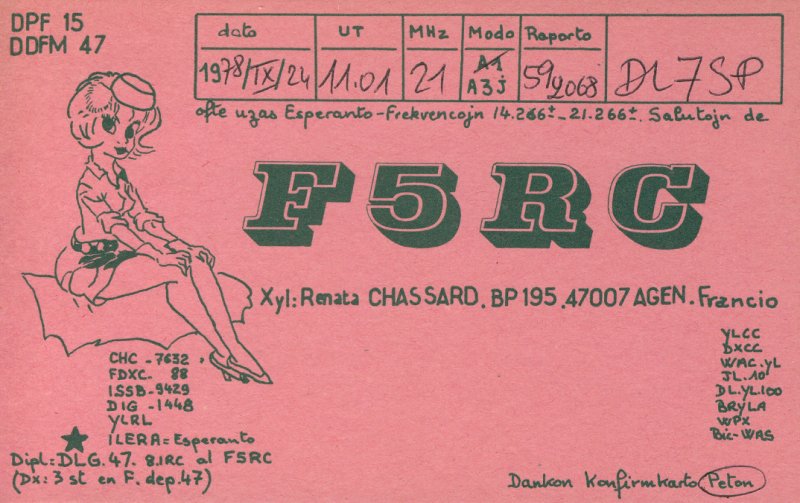 DPF 15
DDFM 47
dato UT MHz Modo Raporto
1978/IX/24 11.01 21 A1 A3j 59 2068 DL7SP
ofte uzas Esperanto-Frekvencojn 14.266± - 21.266±. Salutojn de
F5RC
Xyl: Renata CHASSARD. BP 195. 47007 AGEN. Francio
CHC - 7632
FDXC - 88
ISSB - 9429
DIG - 1448
YLRL
ILERA = Esperanto
Dipl: DLG. 47. 8.IRC al F5RC
(Dx: 3 st en F. dep. 47)
YLCC
DXCC
WAC.YL
JL.10
DL.YL.100
BRYLA
WPX
Bic-WAS
Dankon Konfirmkarto Peton